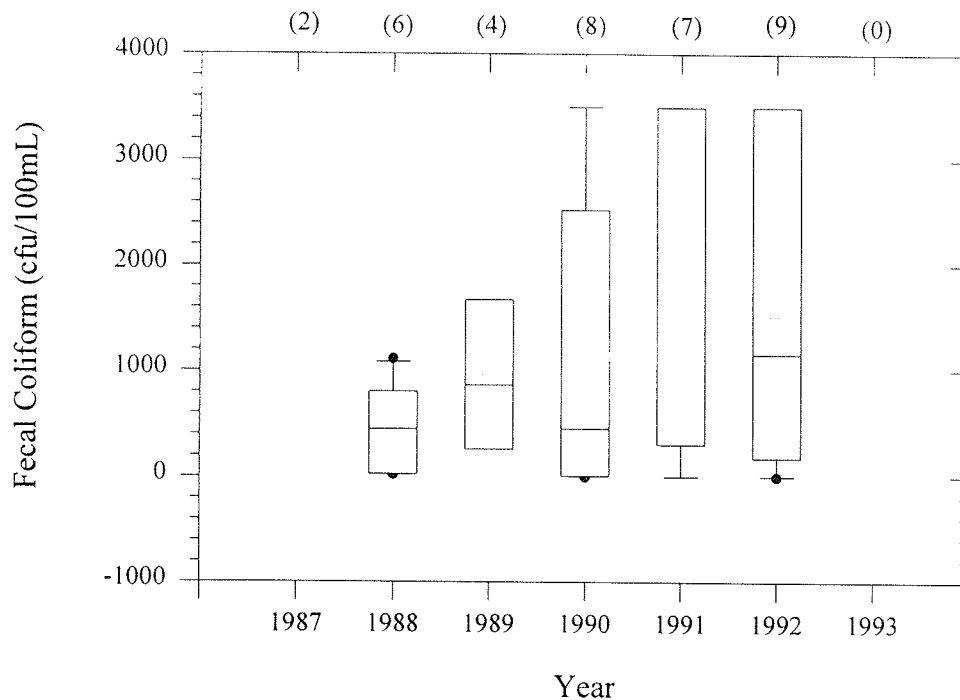 (2) (6) (4) (8) (7) (9) (0)
4000
3000
2000
1000
0
-1000
Fecal Coliform (cfu/100mL)
1987 1988 1989 1990 1991 1992 1993
Year